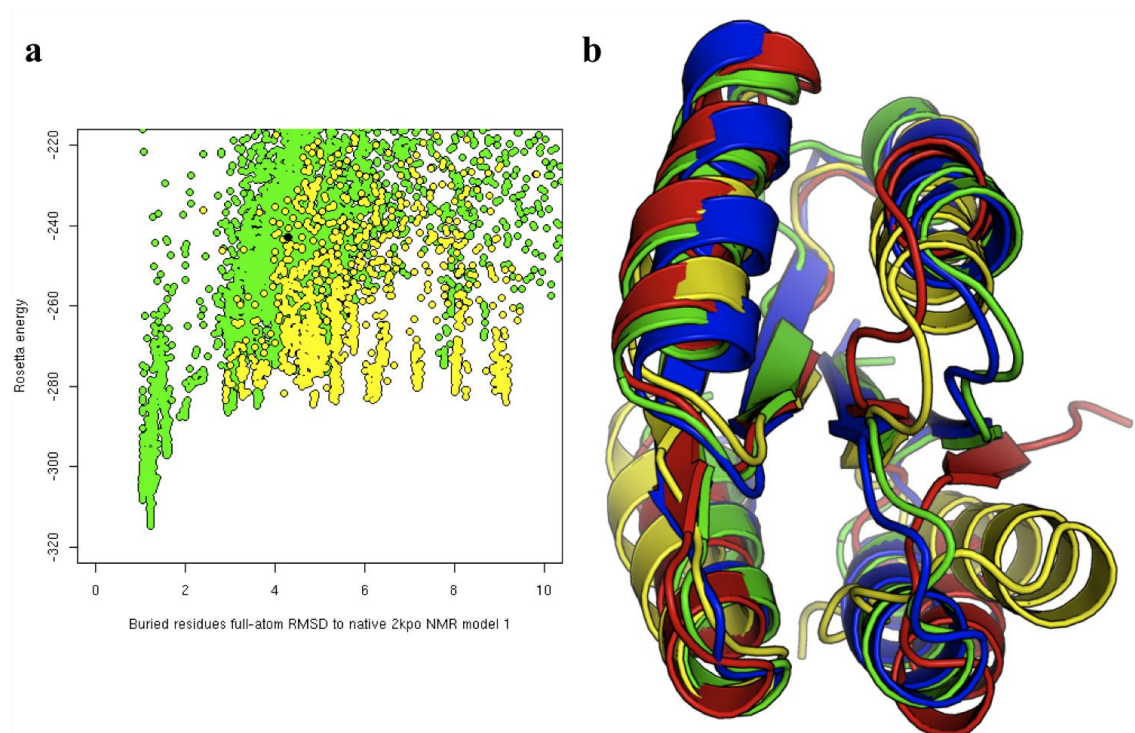 a
b
-220
-240
-260
-280
-300
-320
Rosetta energy
0 2 4 6 8 10
Buried residues full-atom RMSD to native 2kpo NMR model 1